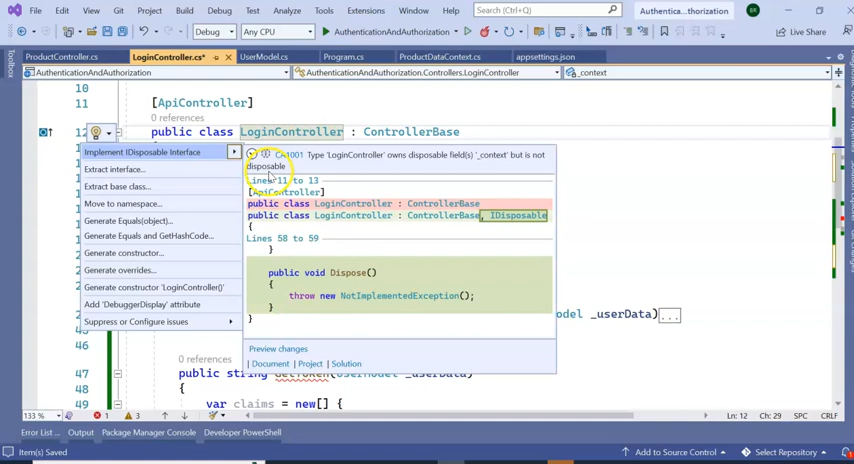 File Edit View Git Project Build Debug Test Analyze Tools Extensions Window Help Search (Ctrl+Q) Authentica...thorization BR
Debug Any CPU AuthenticationAndAuthorization Live Share
ProductController.cs LoginController.cs* UserModel.cs Program.cs ProductDataContext.cs appsettings.json
AuthenticationAndAuthorization AuthenticationAndAuthorization.Controllers.LoginController _context
Toolbox
10
11 [ApiController]
0 references
12 public class LoginController : ControllerBase
Implement IDisposable Interface
Extract interface...
Extract base class...
Move to namespace...
Generate Equals(object)...
Generate Equals and GetHashCode...
Generate constructor...
Generate overrides...
Generate constructor 'LoginController()'
Add 'DebuggerDisplay' attribute
Suppress or Configure issues
CA1001 Type 'LoginController' owns disposable field(s) '_context' but is not
disposable
Lines 11 to 13
[ApiController]
public class LoginController : ControllerBase
public class LoginController : ControllerBase, IDisposable
{
Lines 58 to 59
}
public void Dispose()
{
throw new NotImplementedException();
}
}
Preview changes
Document | Project | Solution
_userData) ...
0 references
47 public string GetToken(UserModel _userData)
48 {
49 var claims = new[] {
133 % 1 3 Ln: 12 Ch: 29 SPC CRLF
Error List ... Output Package Manager Console Developer PowerShell
Item(s) Saved Add to Source Control Select Repository